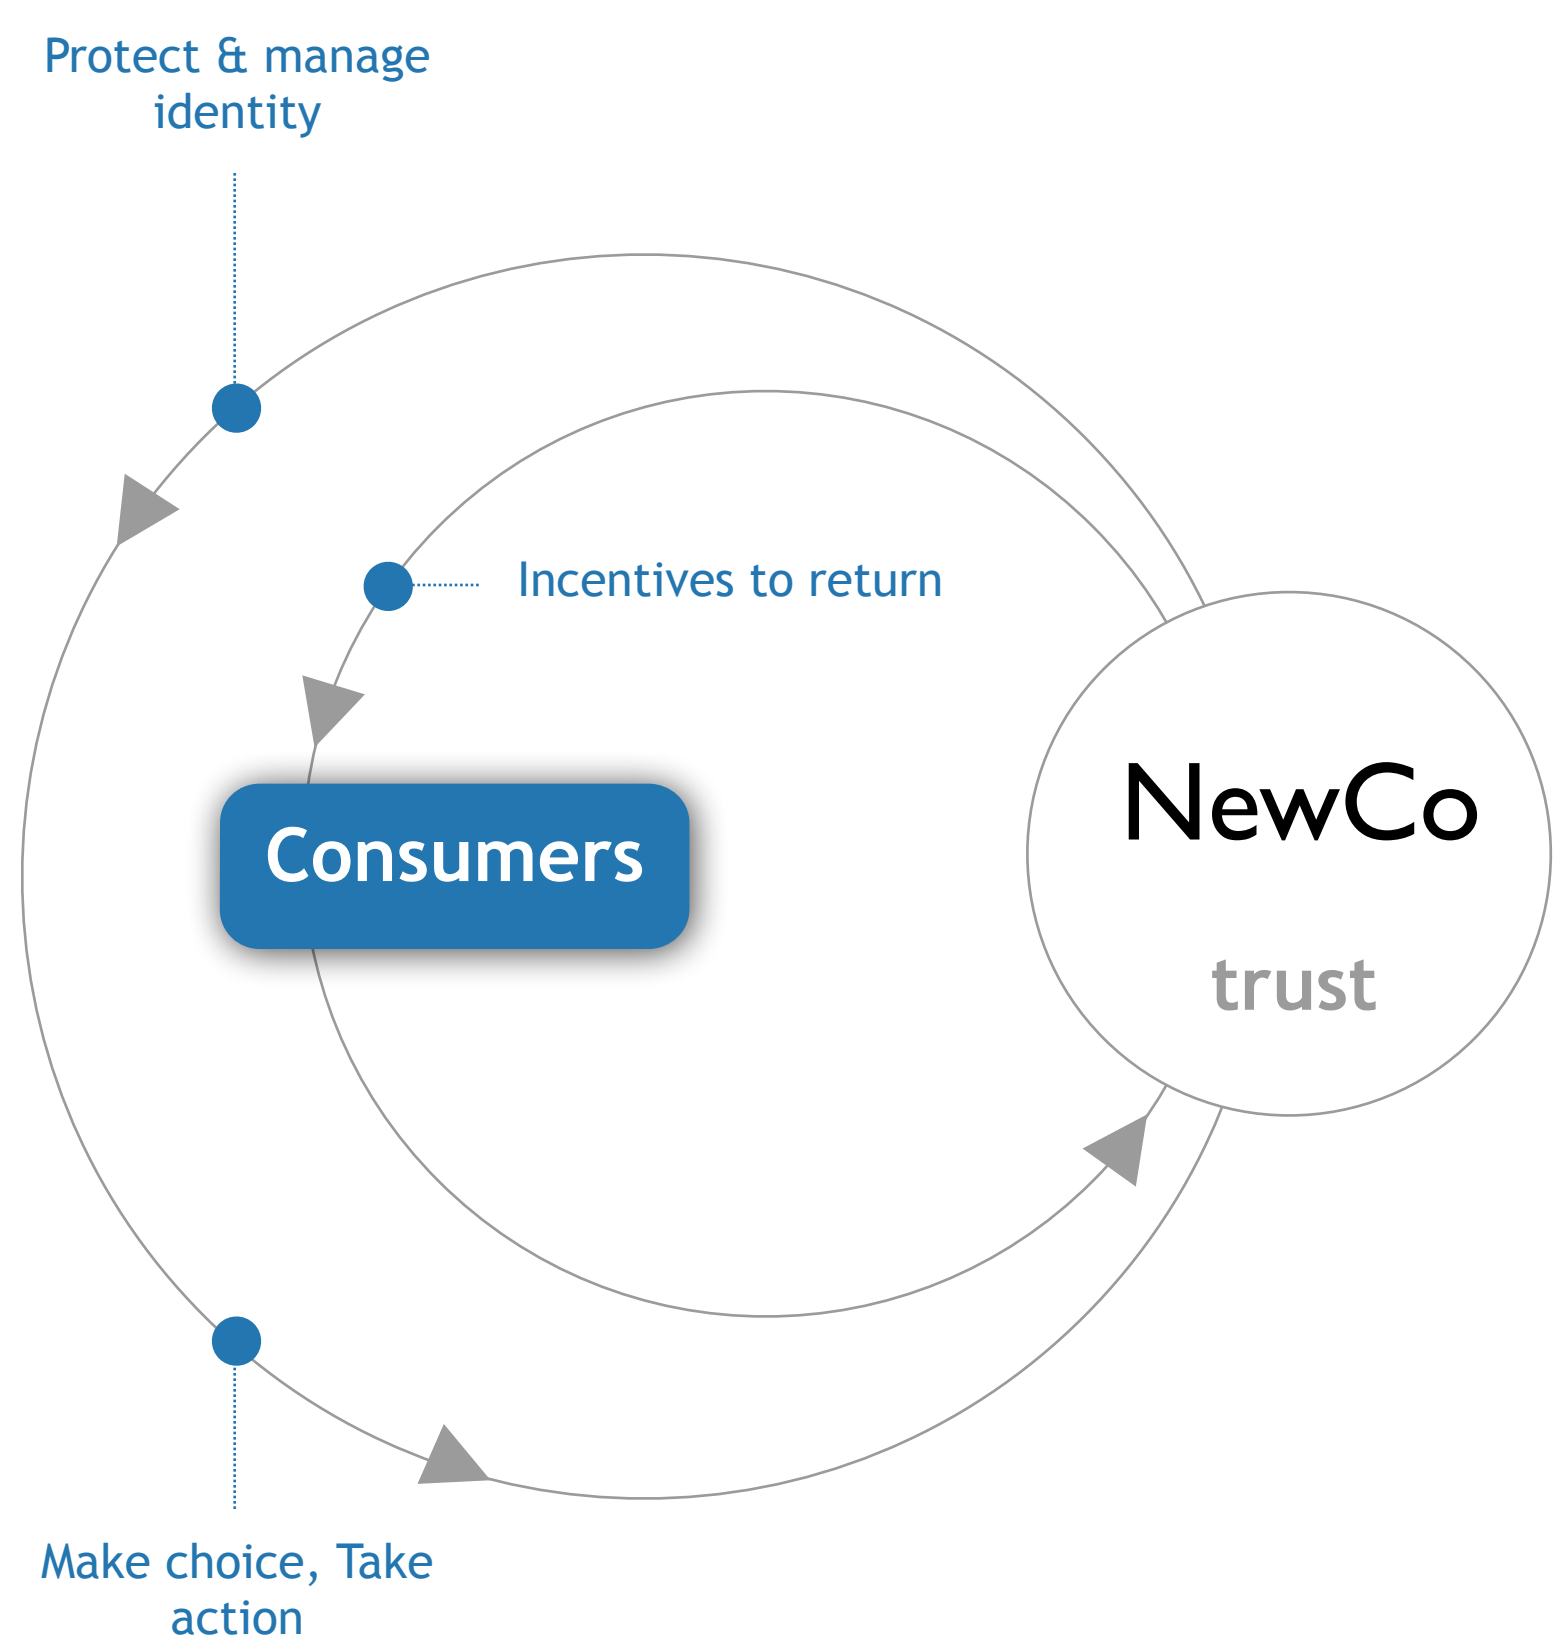 Protect & manage
identity
Incentives to return
Consumers
NewCo
trust
Make choice, Take
action